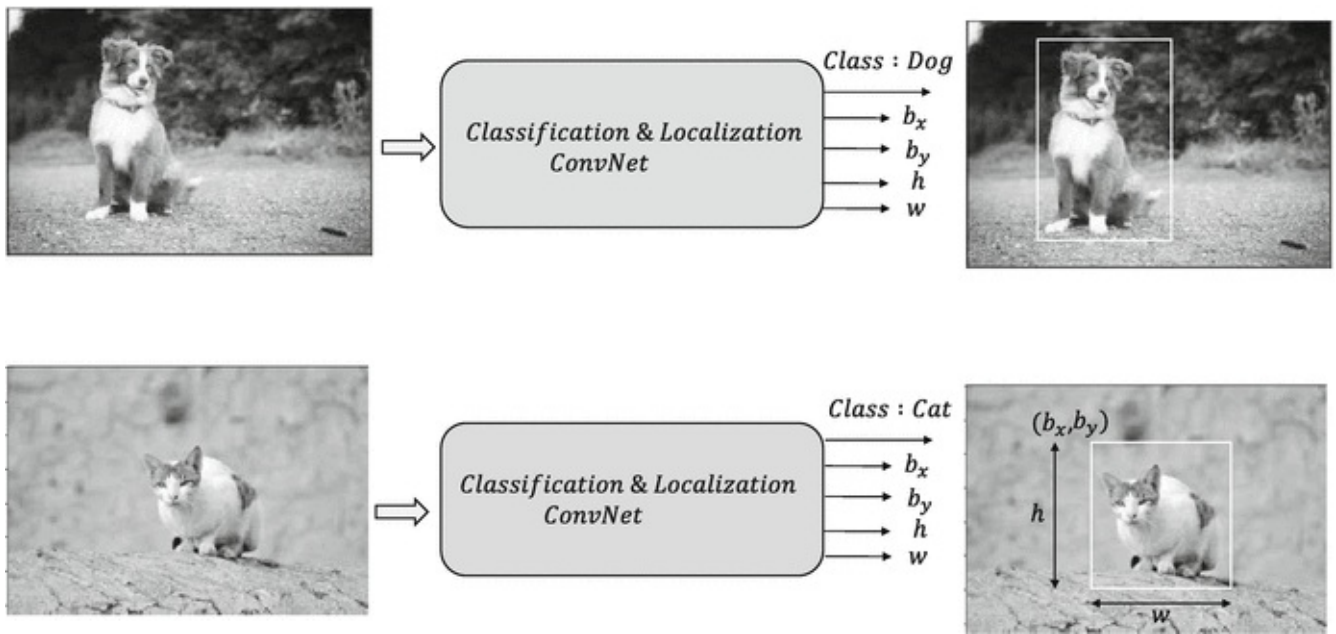 Class : Dog
Classification & Localization
ConvNet
b_x
b_y
h
w
Class : Cat
Classification & Localization
ConvNet
b_x
b_y
h
w
(b_x,b_y)
h
w